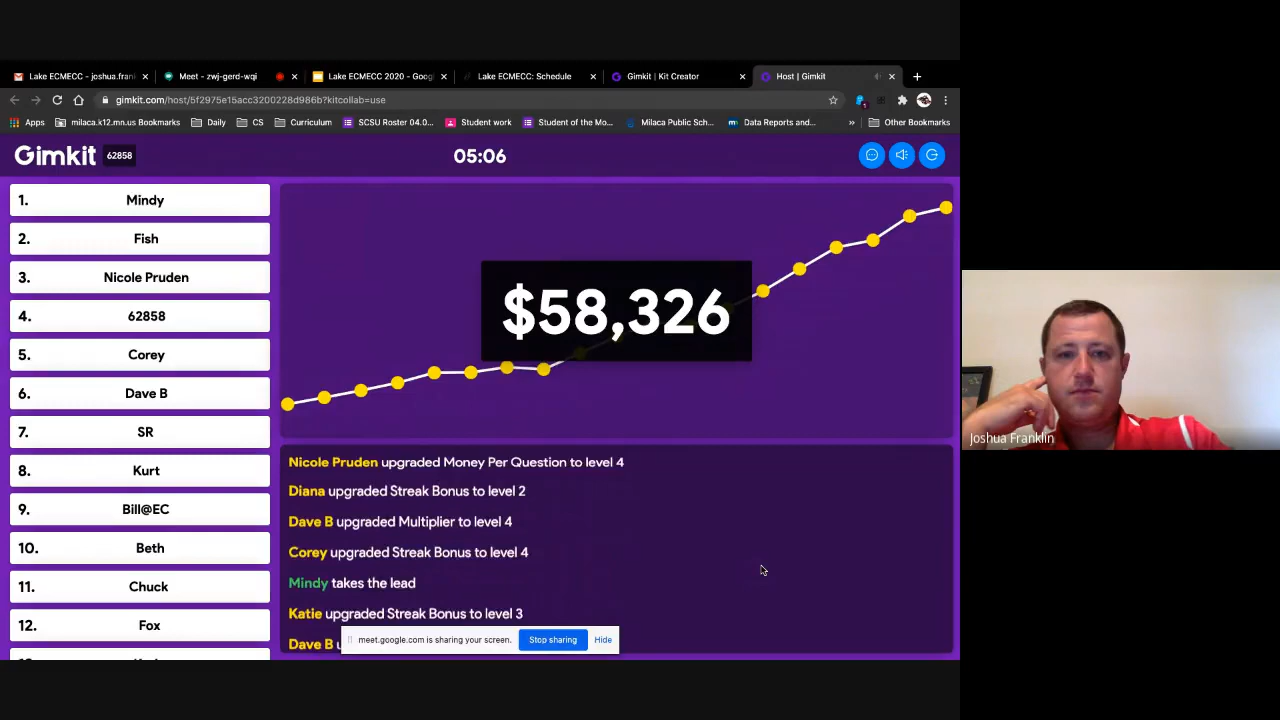 Lake ECMECC - joshua.fran
Meet - zwj-gerd-wqi
Lake ECMECC 2020 - Goog
Lake ECMECC: Schedule
Gimkit | Kit Creator
Host | Gimkit
gimkit.com/host/5f2975e15acc3200228d986b?kitcollab=use
Apps
milaca.k12.mn.us Bookmarks
Daily
CS
Curriculum
SCSU Roster 04.0...
Student work
Student of the Mo...
Milaca Public Sch...
Data Reports and...
Other Bookmarks
Gimkit 62858
05:06
1. Mindy
2. Fish
3. Nicole Pruden
4. 62858
5. Corey
6. Dave B
7. SR
8. Kurt
9. Bill@EC
10. Beth
11. Chuck
12. Fox
$58,326
Nicole Pruden upgraded Money Per Question to level 4
Diana upgraded Streak Bonus to level 2
Dave B upgraded Multiplier to level 4
Corey upgraded Streak Bonus to level 4
Mindy takes the lead
Katie upgraded Streak Bonus to level 3
Dave B
meet.google.com is sharing your screen.
Stop sharing
Hide
Joshua Franklin